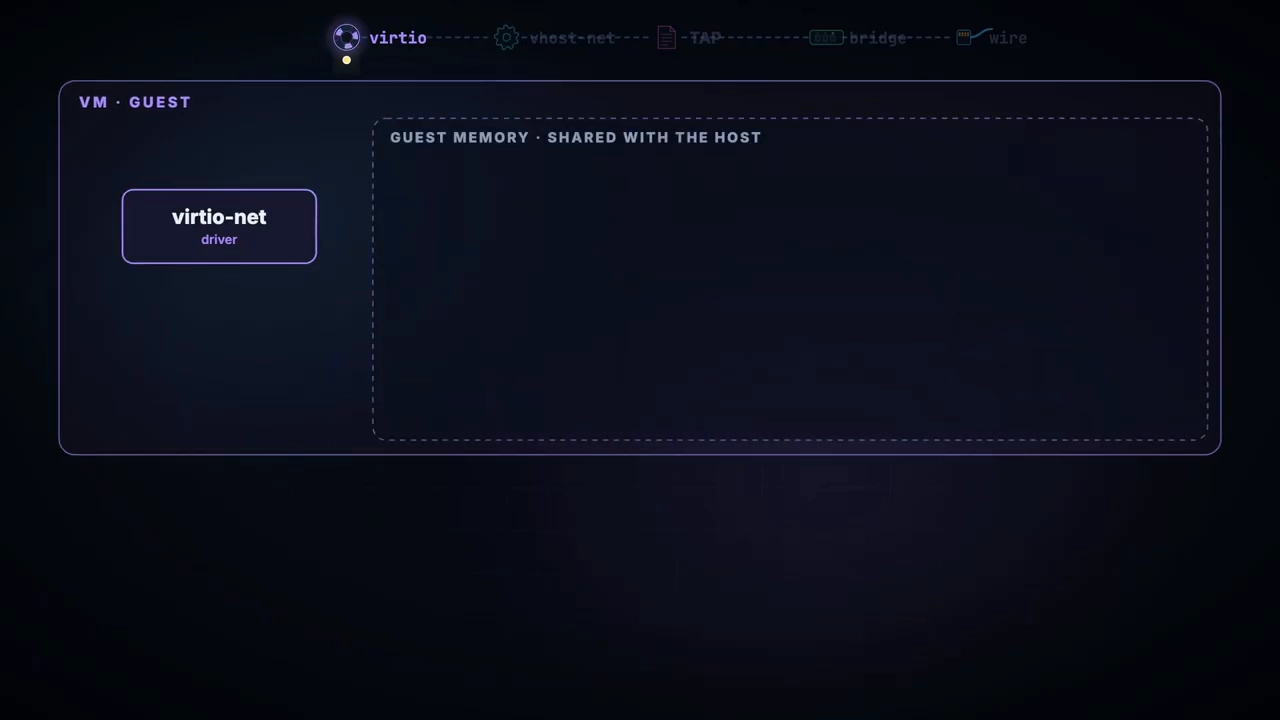 virtio
vhost-net
TAP
bridge
wire
VM · GUEST
GUEST MEMORY · SHARED WITH THE HOST
virtio-net
driver